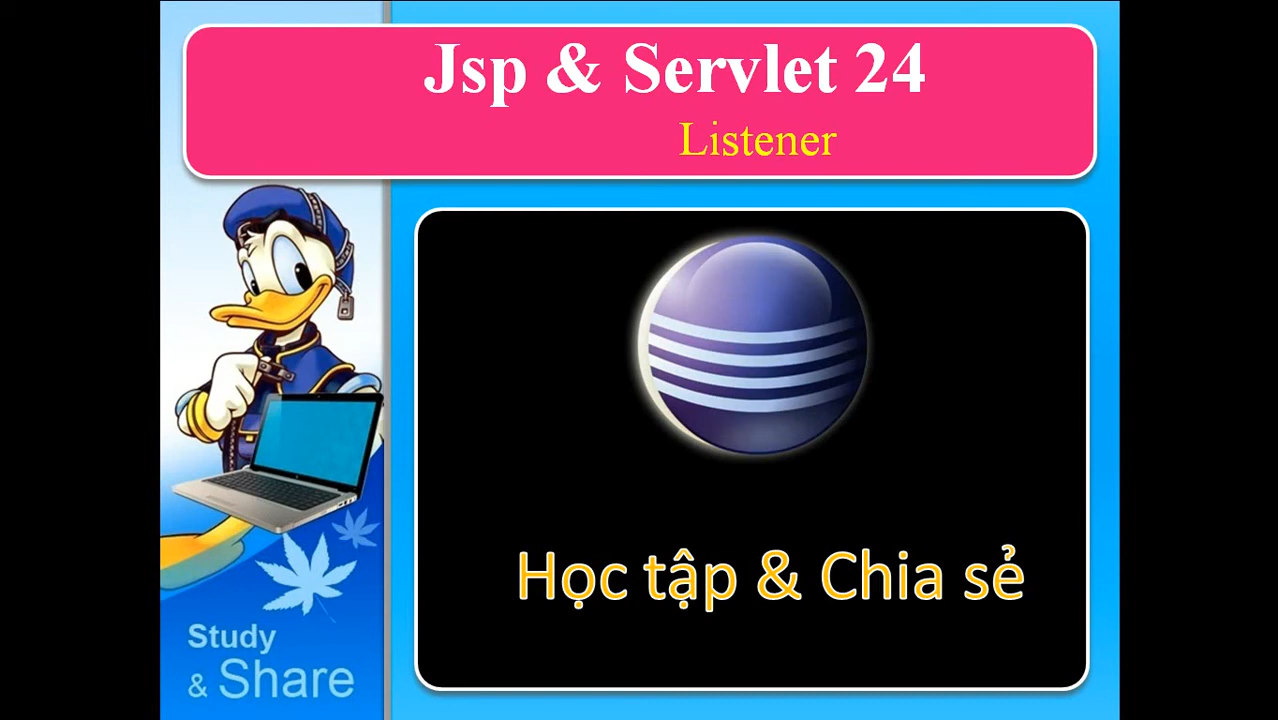 Jsp & Servlet 24
Listener
Học tập & Chia sẻ
Study
& Share